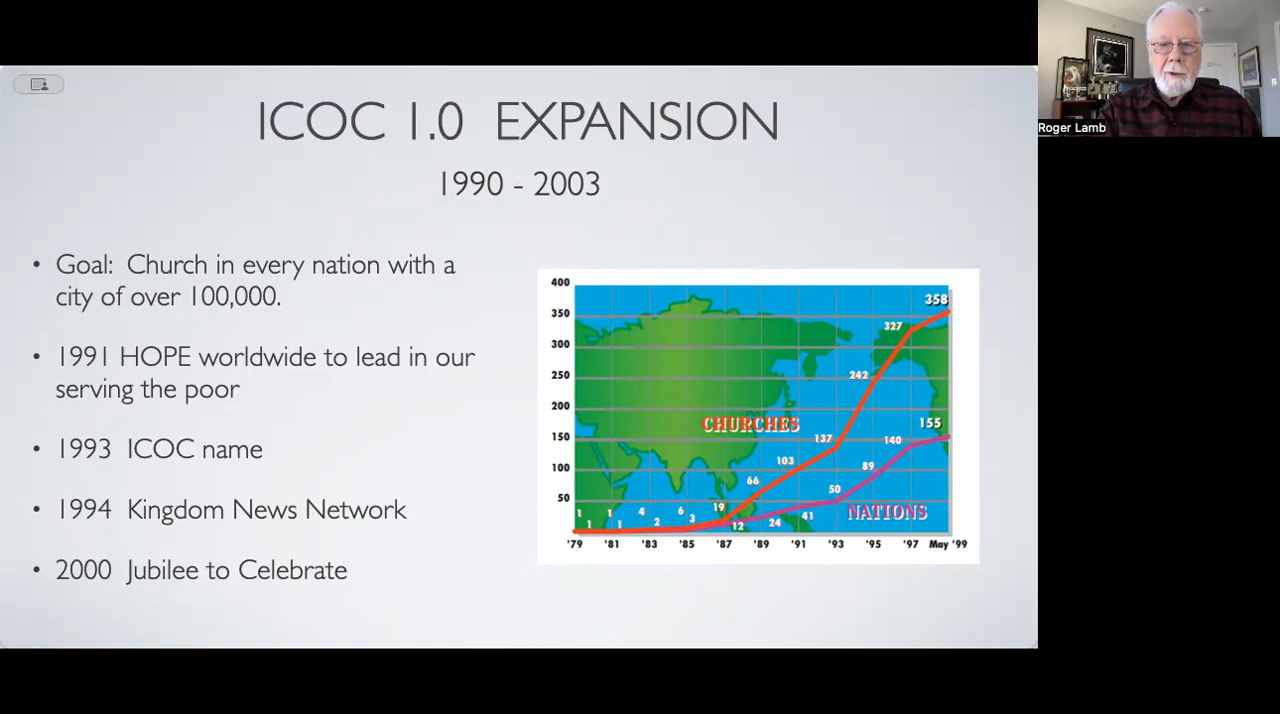 ICOC 1.0 EXPANSION
1990 - 2003
• Goal: Church in every nation with a
city of over 100,000.
• 1991 HOPE worldwide to lead in our
serving the poor
• 1993 ICOC name
• 1994 Kingdom News Network
• 2000 Jubilee to Celebrate
400
350
300
250
200
150
100
50
358
327
242
CHURCHES
137
103
66
19
6
4
1
1
155
140
89
50
NATIONS
41
24
12
3
2
1
1
'79 '81 '83 '85 '87 '89 '91 '93 '95 '97 May '99
Roger Lamb